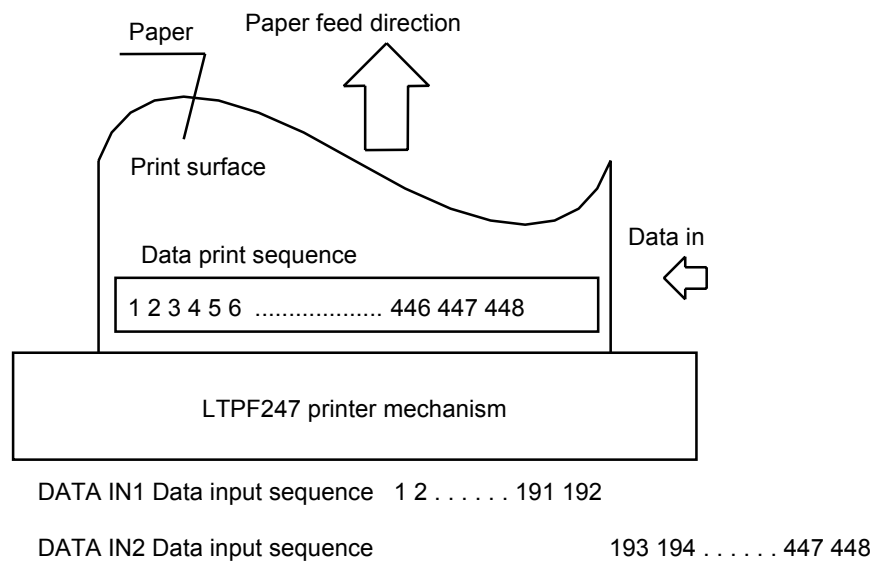 Paper
Paper feed direction
Print surface
Data in
Data print sequence
1 2 3 4 5 6 ................... 446 447 448
LTPF247 printer mechanism
DATA IN1 Data input sequence 1 2 . . . . . . 191 192
DATA IN2 Data input sequence 193 194 . . . . . . 447 448